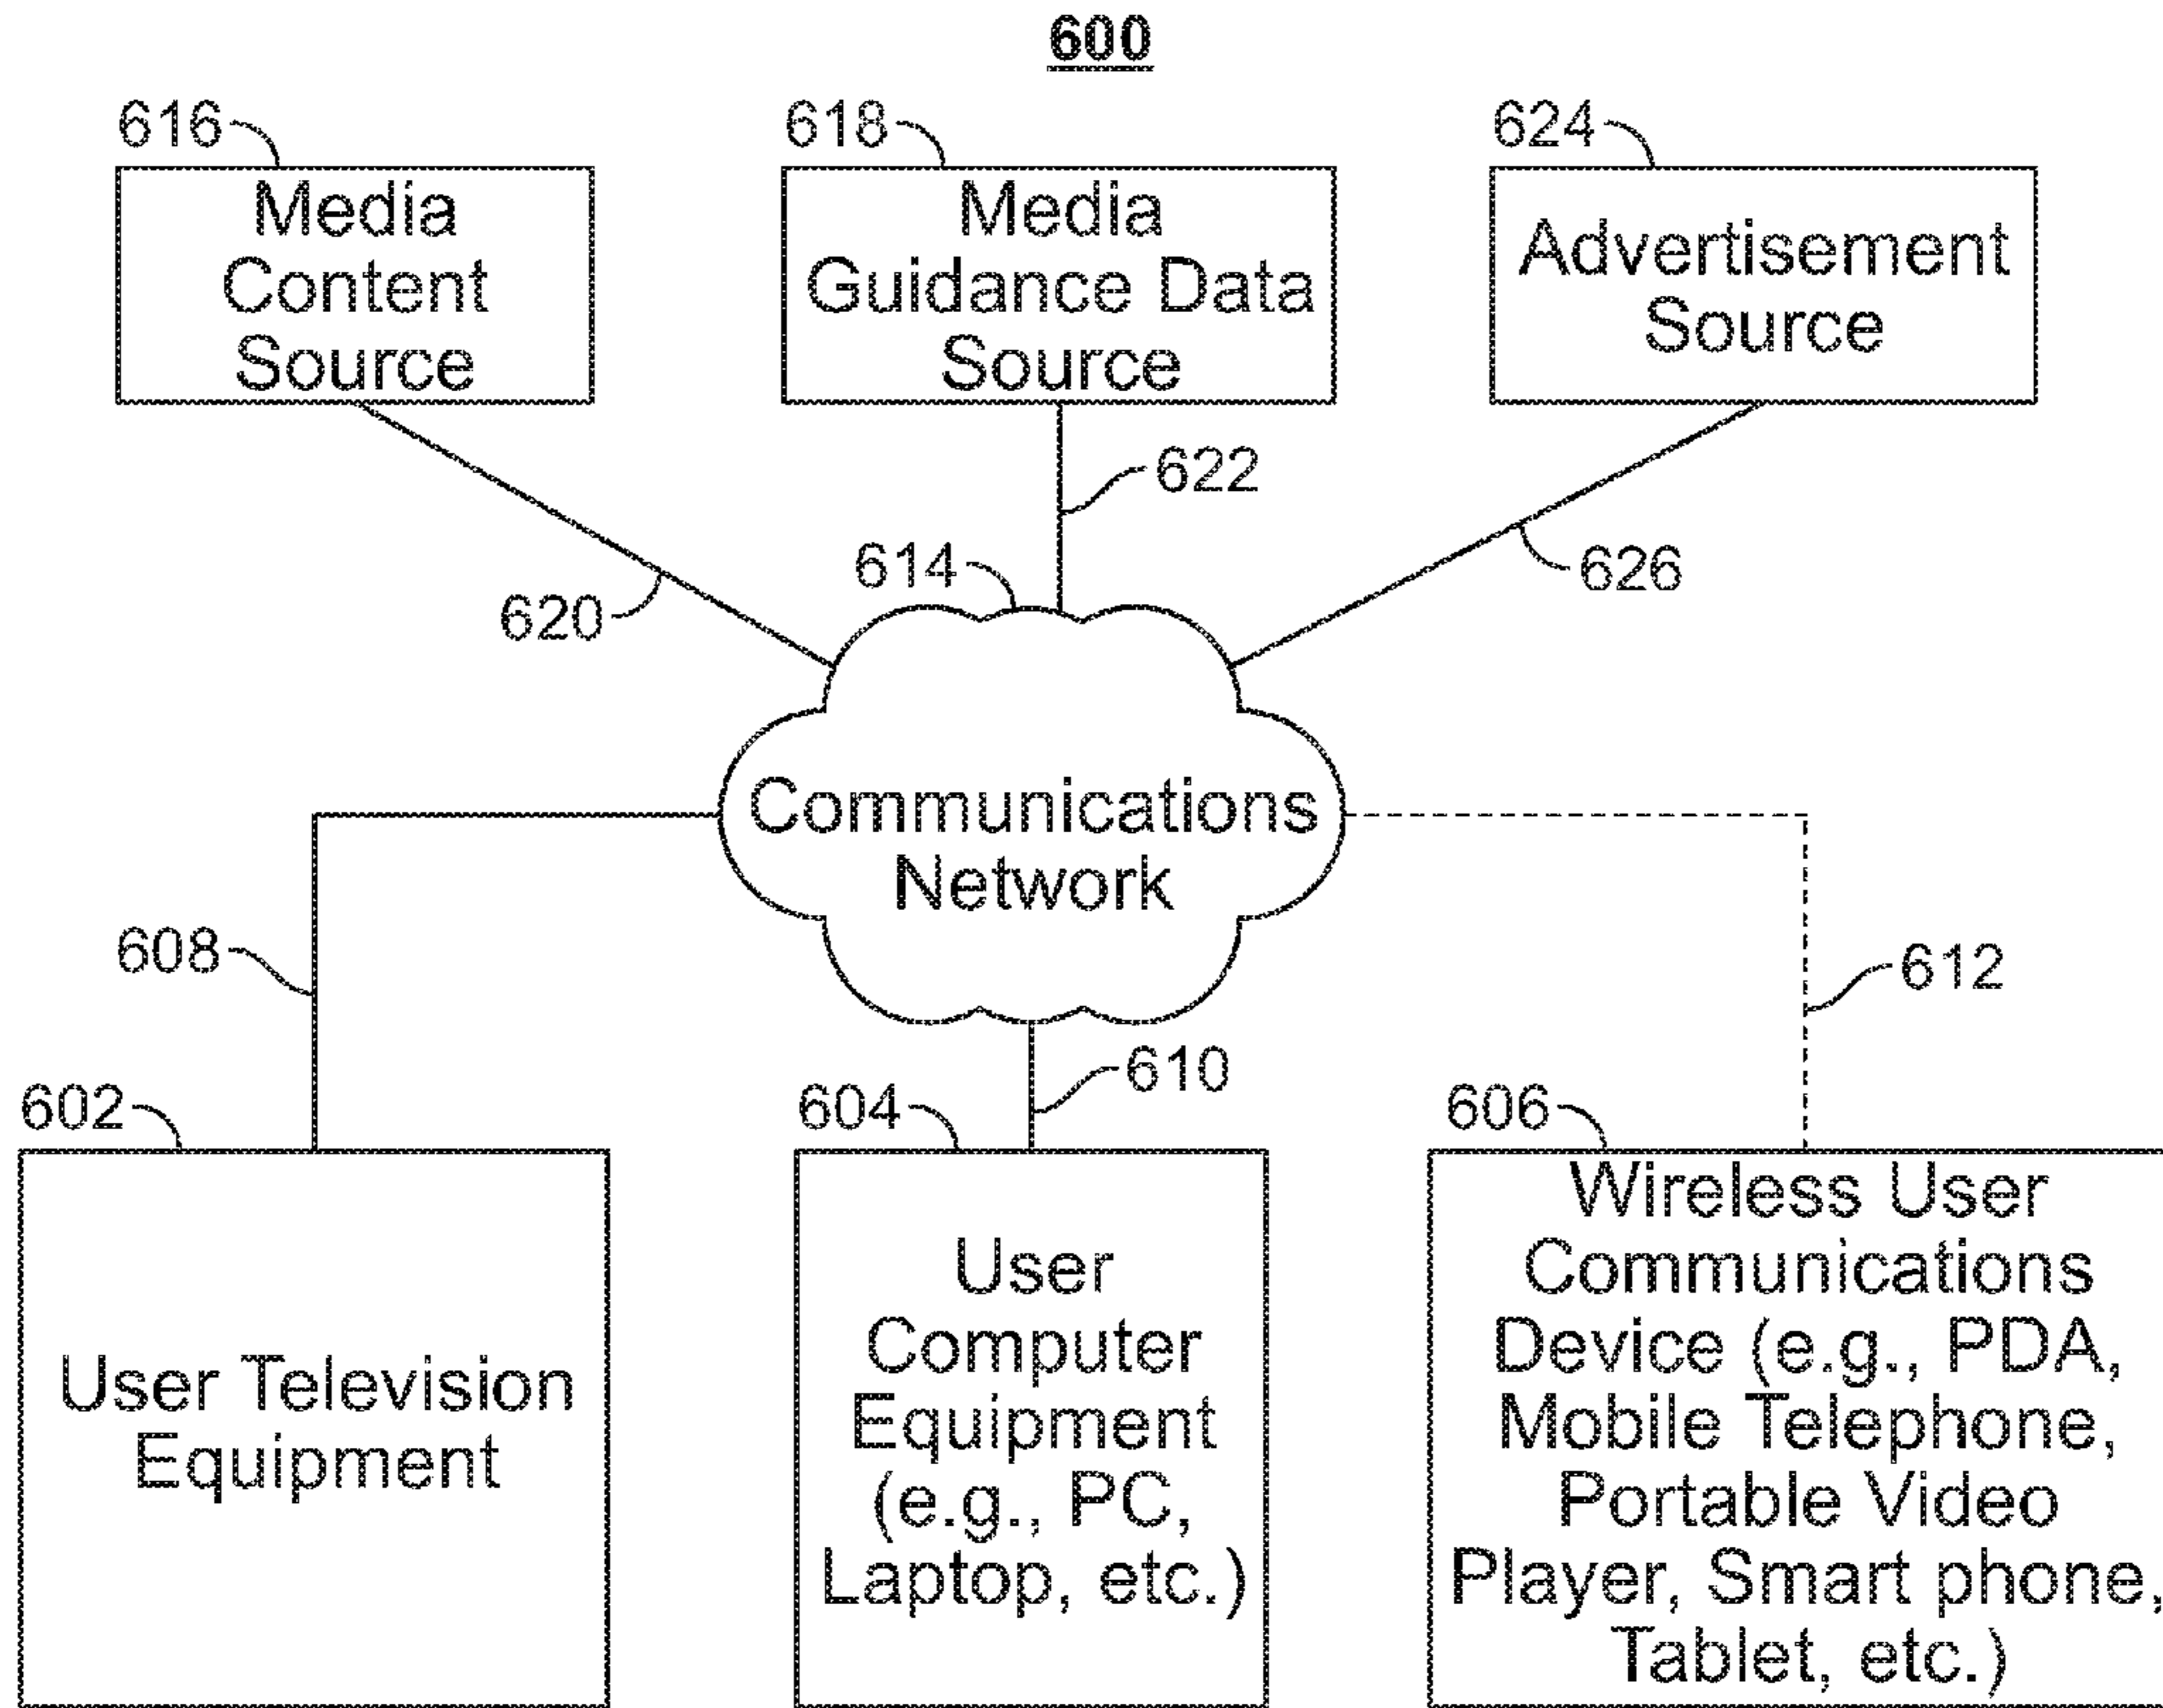 600
616
618
624
Media
Content
Source
Media
Guidance Data
Source
Advertisement
Source
622
614
626
620
Communications
Network
608
612
610
602
604
606
User Television
Equipment
User
Computer
Equipment
(e.g., PC,
Laptop, etc.)
Wireless User
Communications
Device (e.g., PDA,
Mobile Telephone,
Portable Video
Player, Smart phone,
Tablet, etc.)